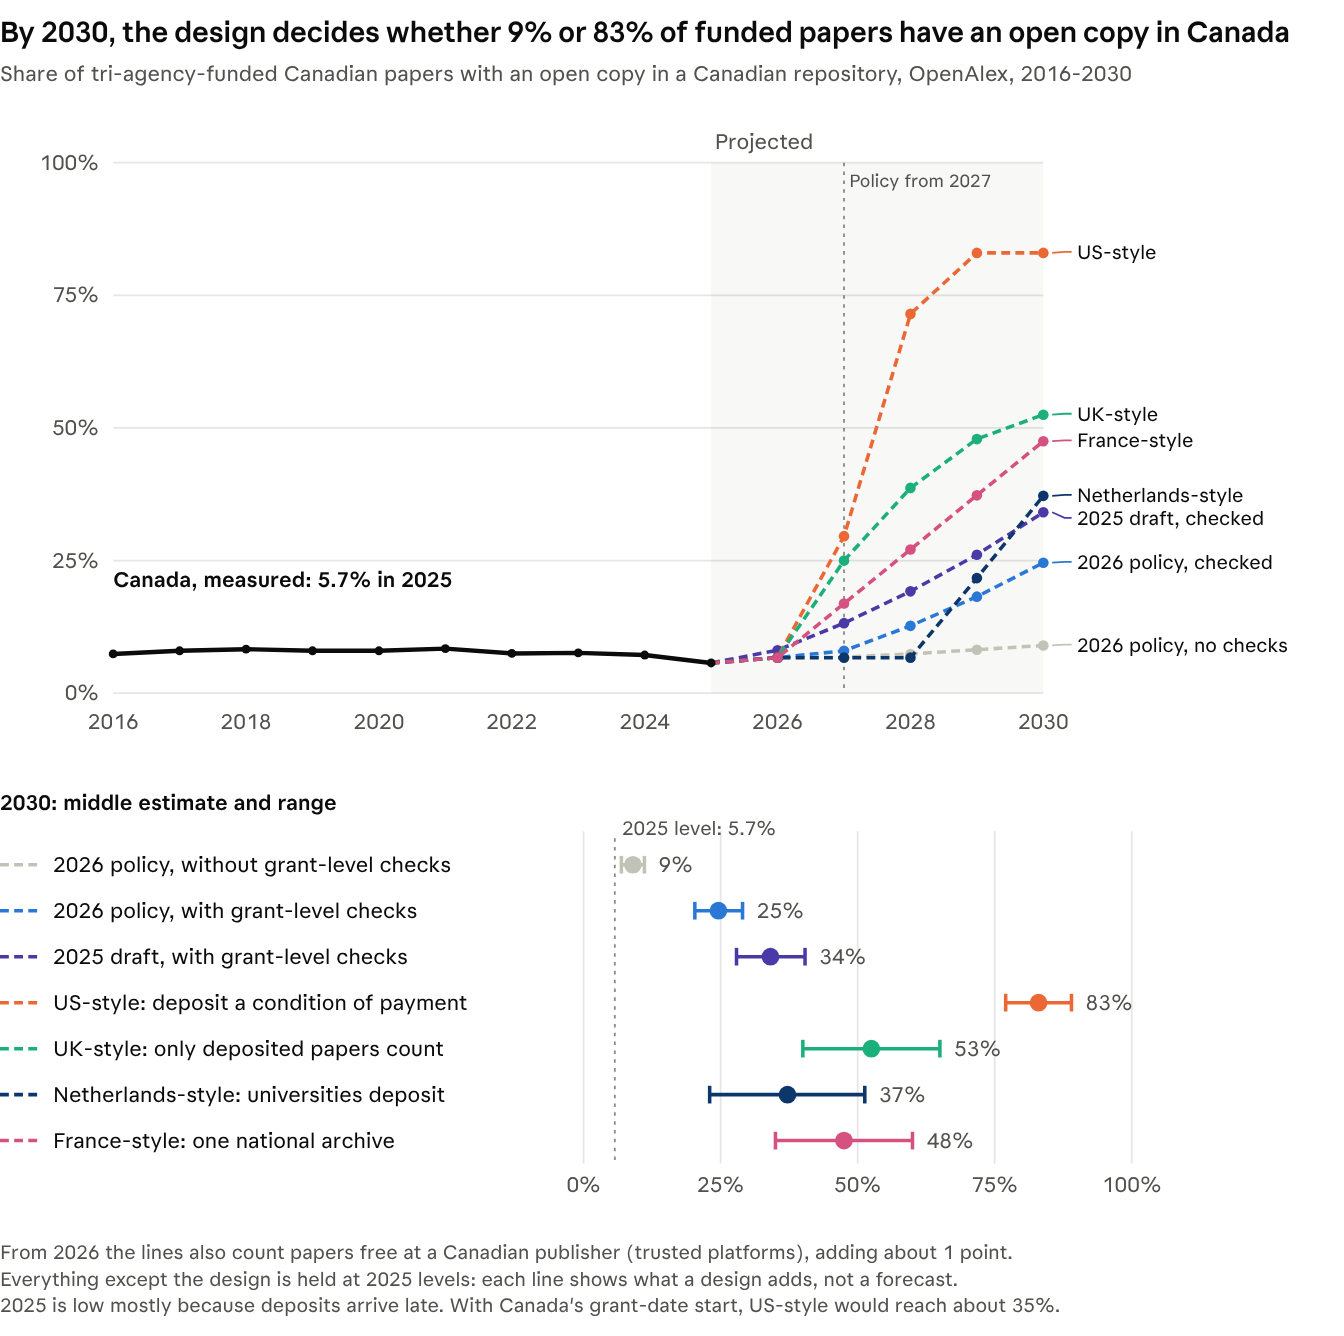 By 2030, the design decides whether 9% or 83% of funded papers have an open copy in Canada
Share of tri-agency-funded Canadian papers with an open copy in a Canadian repository, OpenAlex, 2016-2030
Projected
100%
Policy from 2027
US-style
75%
50%
UK-style
France-style
Netherlands-style
2025 draft, checked
25%
2026 policy, checked
Canada, measured: 5.7% in 2025
2026 policy, no checks
0%
2016 2018 2020 2022 2024 2026 2028 2030
2030: middle estimate and range
2025 level: 5.7%
2026 policy, without grant-level checks 9%
2026 policy, with grant-level checks 25%
2025 draft, with grant-level checks 34%
US-style: deposit a condition of payment 83%
UK-style: only deposited papers count 53%
Netherlands-style: universities deposit 37%
France-style: one national archive 48%
0% 25% 50% 75% 100%
From 2026 the lines also count papers free at a Canadian publisher (trusted platforms), adding about 1 point.
Everything except the design is held at 2025 levels: each line shows what a design adds, not a forecast.
2025 is low mostly because deposits arrive late. With Canada's grant-date start, US-style would reach about 35%.